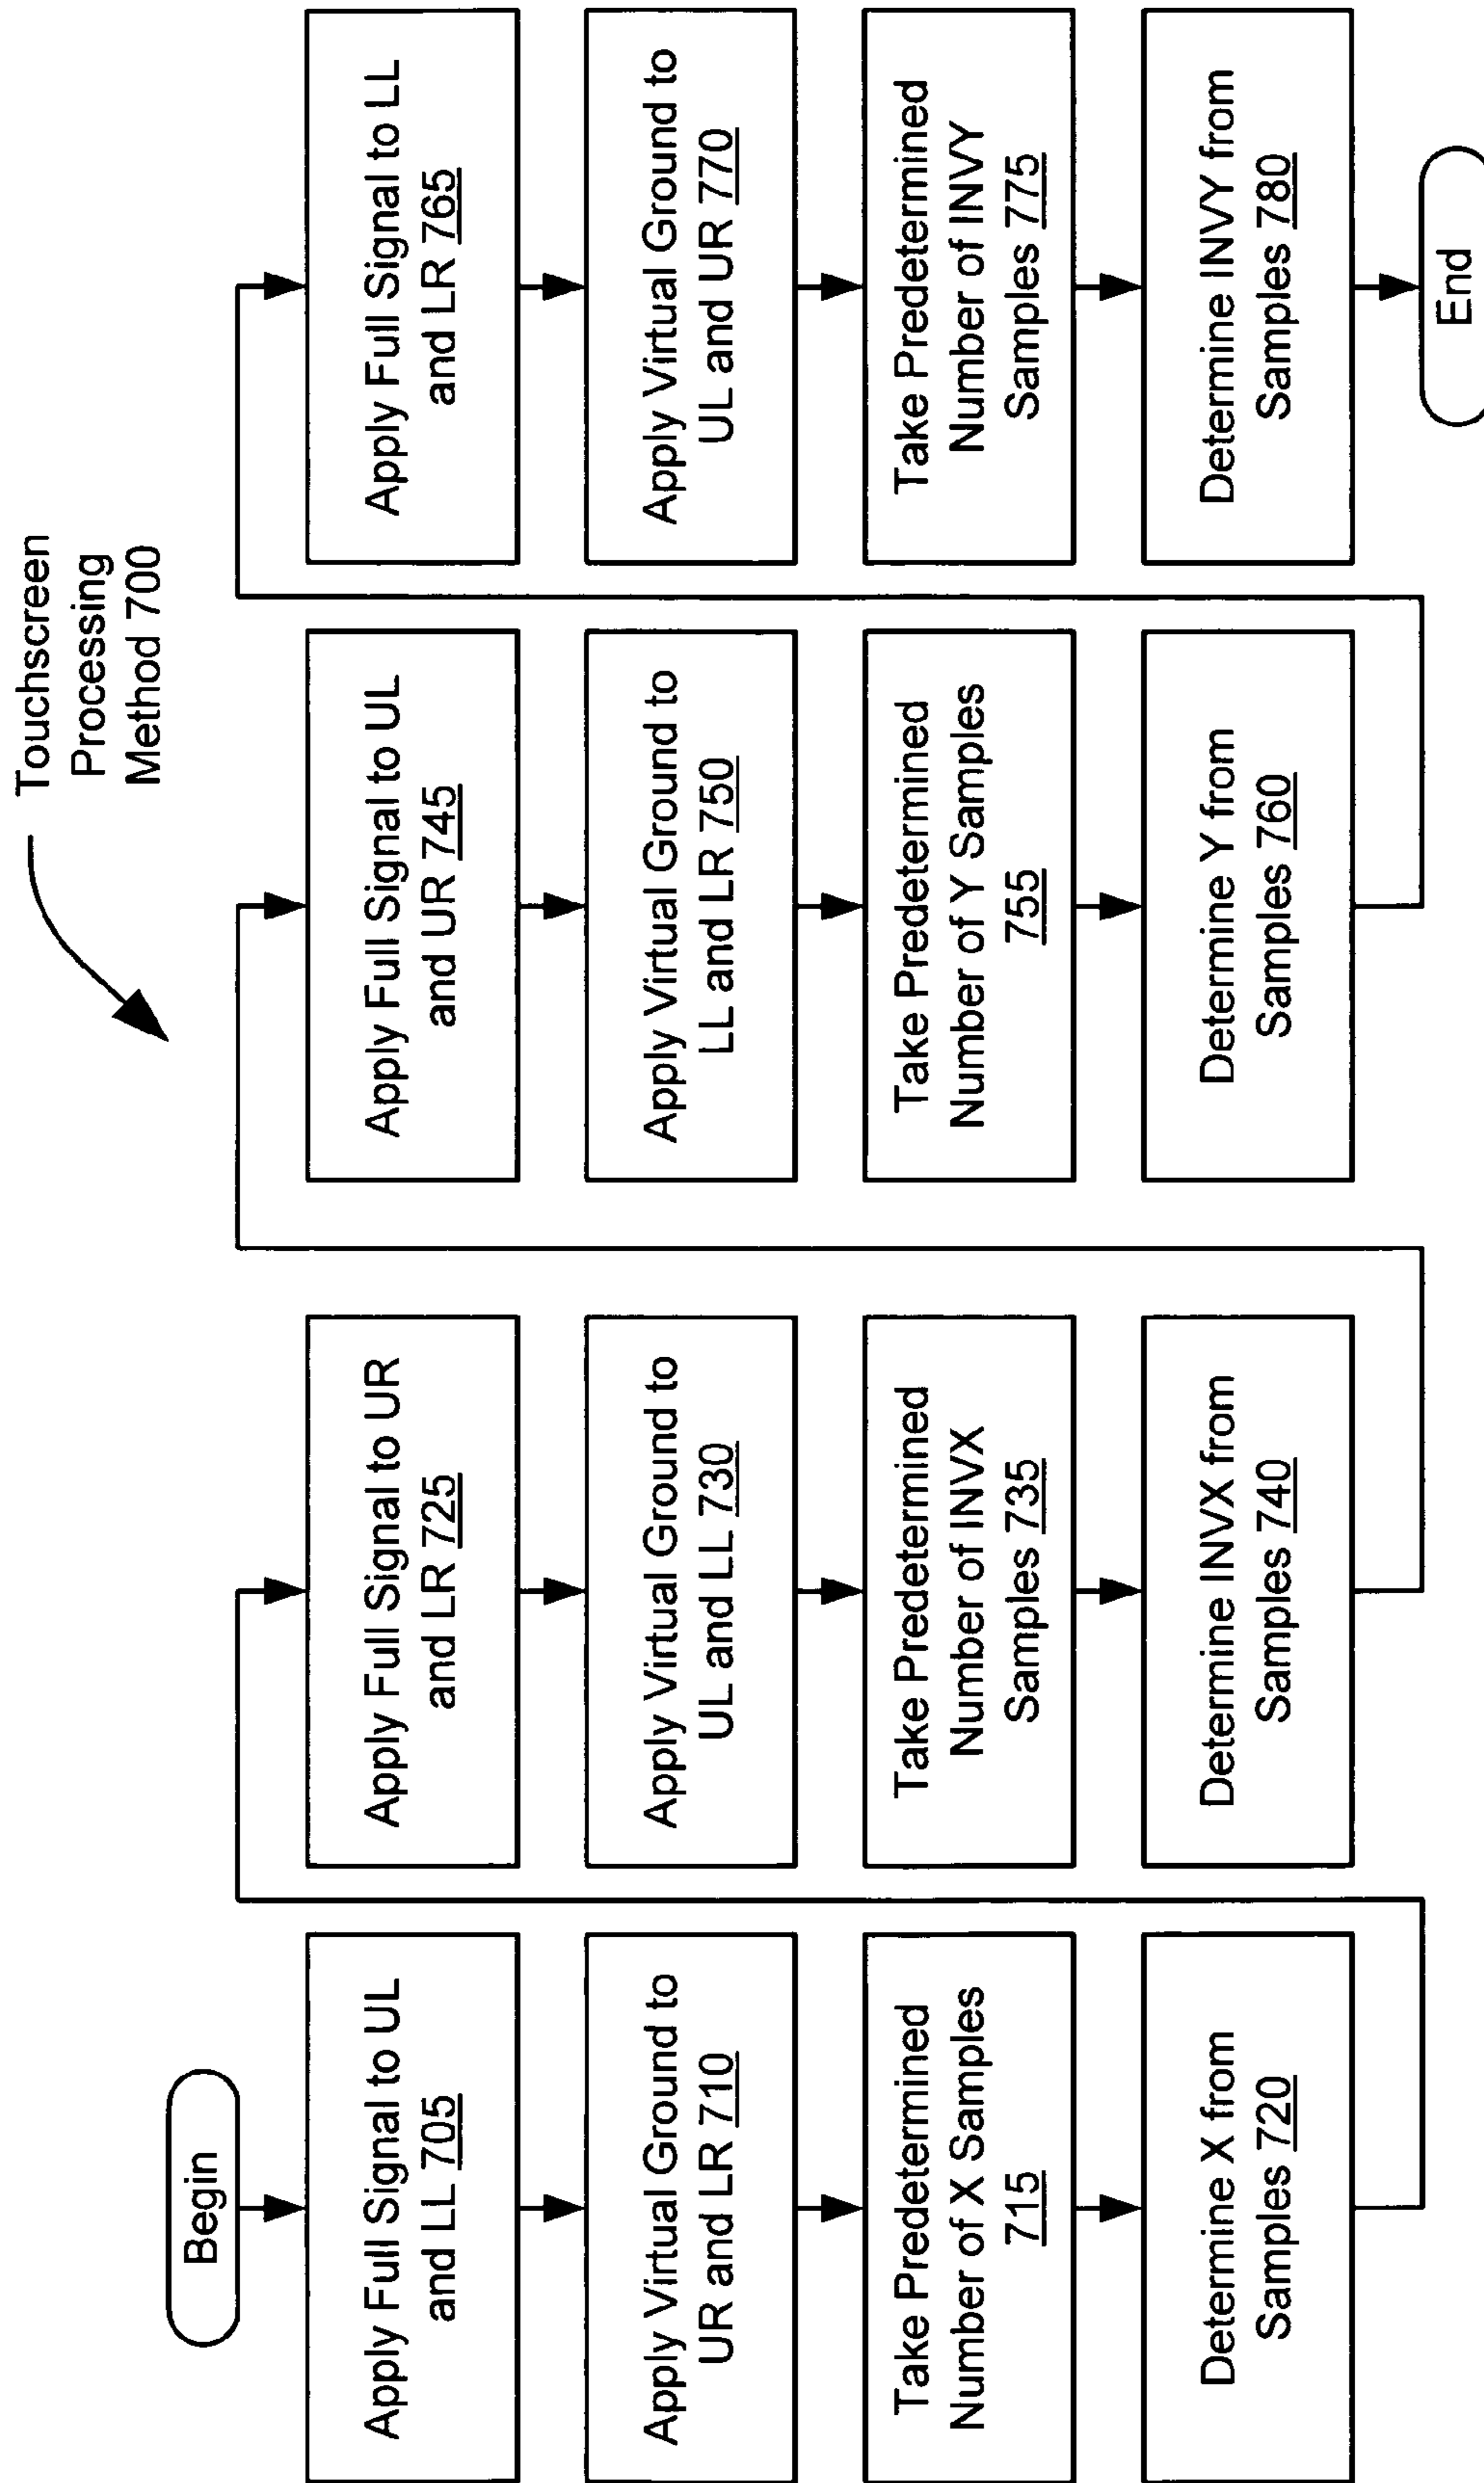 Touchscreen
Processing
Method 700
Begin
Apply Full Signal to UL
and LL 705
Apply Virtual Ground to
UR and LR 710
Take Predetermined
Number of X Samples
715
Determine X from
Samples 720
Apply Full Signal to UR
and LR 725
Apply Virtual Ground to
UL and LL 730
Take Predetermined
Number of INVX
Samples 735
Determine INVX from
Samples 740
Apply Full Signal to UL
and UR 745
Apply Virtual Ground to
LL and LR 750
Take Predetermined
Number of Y Samples
755
Determine Y from
Samples 760
Apply Full Signal to LL
and LR 765
Apply Virtual Ground to
UL and UR 770
Take Predetermined
Number of INVY
Samples 775
Determine INVY from
Samples 780
End